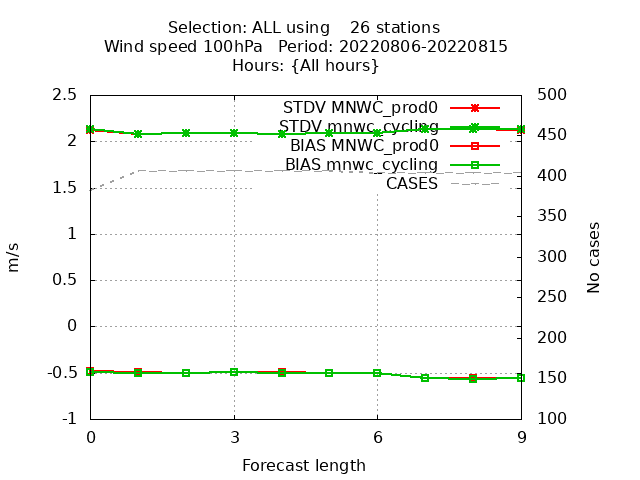 Selection: ALL using    26 stations
Wind speed 100hPa   Period: 20220806-20220815
Hours: {All hours}
STDV MNWC_prod0
STDV mnwc_cycling
BIAS MNWC_prod0
BIAS mnwc_cycling
CASES
2.5
2
1.5
1
0.5
0
-0.5
-1
m/s
500
450
400
350
300
250
200
150
100
No cases
0 3 6 9
Forecast length